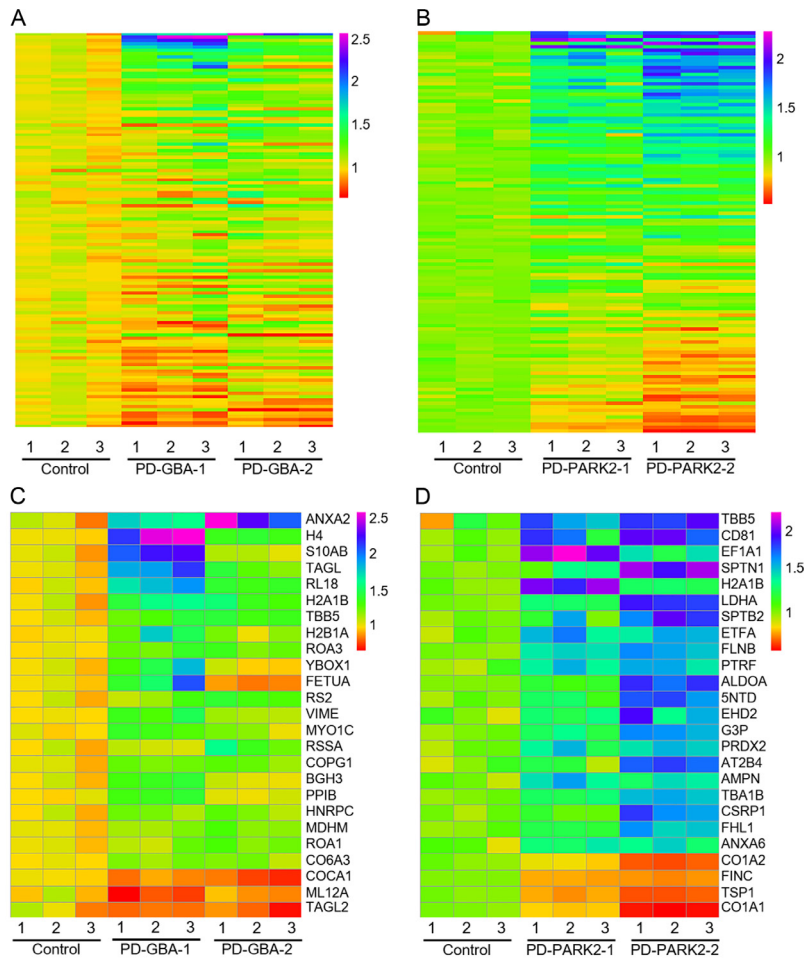 A
2.5
2
1.5
1
1 2 3 1 2 3 1 2 3
Control PD-GBA-1 PD-GBA-2
B
2
1.5
1
1 2 3 1 2 3 1 2 3
Control PD-PARK2-1 PD-PARK2-2
C
ANXA2
H4
S10AB
TAGL
RL18
H2A1B
TBB5
H2B1A
ROA3
YBOX1
FETUA
RS2
VIME
MYO1C
RSSA
COPG1
BGH3
PPIB
HNRPC
MDHM
ROA1
CO6A3
COCA1
ML12A
TAGL2
2.5
2
1.5
1
1 2 3 1 2 3 1 2 3
Control PD-GBA-1 PD-GBA-2
D
TBB5
CD81
EF1A1
SPTN1
H2A1B
LDHA
SPTB2
ETFA
FLNB
PTRF
ALDOA
5NTD
EHD2
G3P
PRDX2
AT2B4
AMPN
TBA1B
CSRP1
FHL1
ANXA6
CO1A2
FINC
TSP1
CO1A1
2
1.5
1
1 2 3 1 2 3 1 2 3
Control PD-PARK2-1 PD-PARK2-2